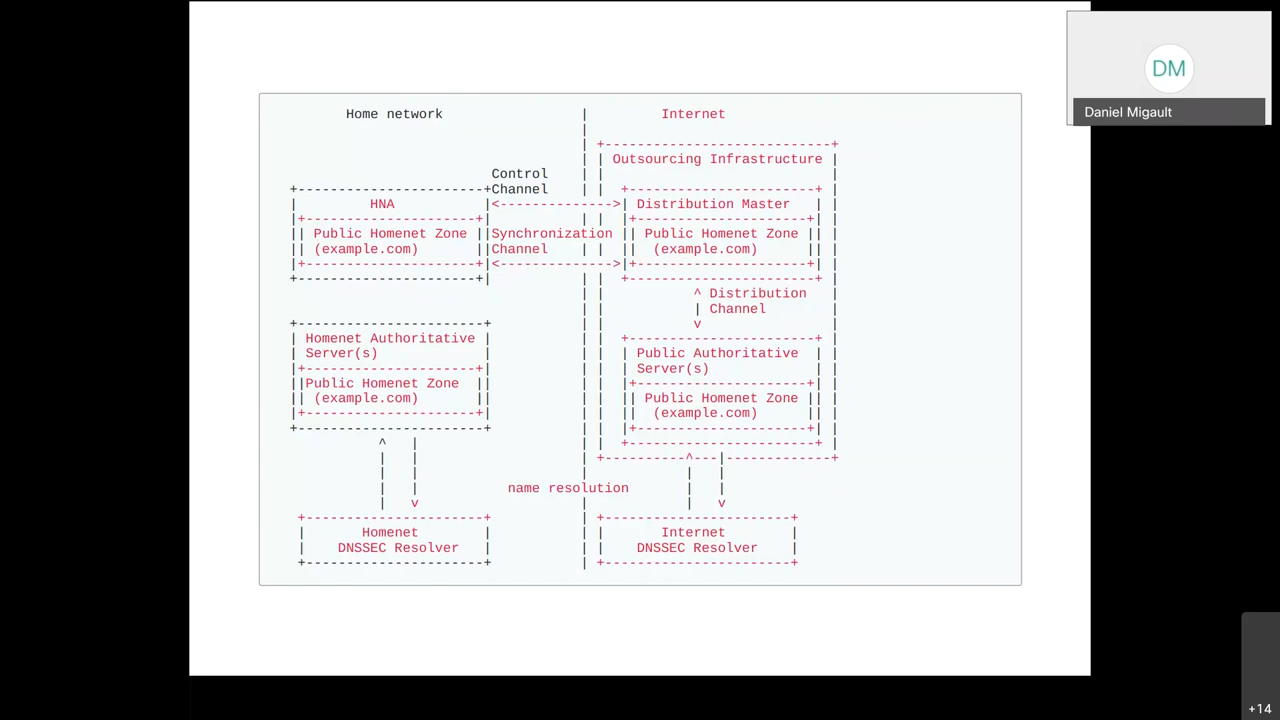 Home network | Internet
|
| +----------------------------+
| | Outsourcing Infrastructure |
Control | | |
+-----------------------+Channel | | +-----------------------+ |
| HNA |<-------------->| Distribution Master | |
|+---------------------+| | | |+---------------------+| |
|| Public Homenet Zone ||Synchronization || Public Homenet Zone || |
|| (example.com) ||Channel | | || (example.com) || |
|+---------------------+|<-------------->|+---------------------+| |
+-----------------------+| | | +-----------------------+ |
| | ^ Distribution |
| | | Channel |
+-----------------------+ | | v |
| Homenet Authoritative | | | +-----------------------+ |
| Server(s) | | | | Public Authoritative | |
|+---------------------+| | | | Server(s) | |
||Public Homenet Zone || | | |+---------------------+| |
|| (example.com) || | | || Public Homenet Zone || |
|+---------------------+| | | || (example.com) || |
+-----------------------+ | | |+---------------------+| |
^ | | | +-----------------------+ |
| | | +----------^---|-------------+
| | | | |
| | name resolution | |
| v | | v
+-----------------------+ | +------------------------+
| Homenet | | | Internet |
| DNSSEC Resolver | | | DNSSEC Resolver |
+-----------------------+ | +------------------------+
DM
Daniel Migault
+14